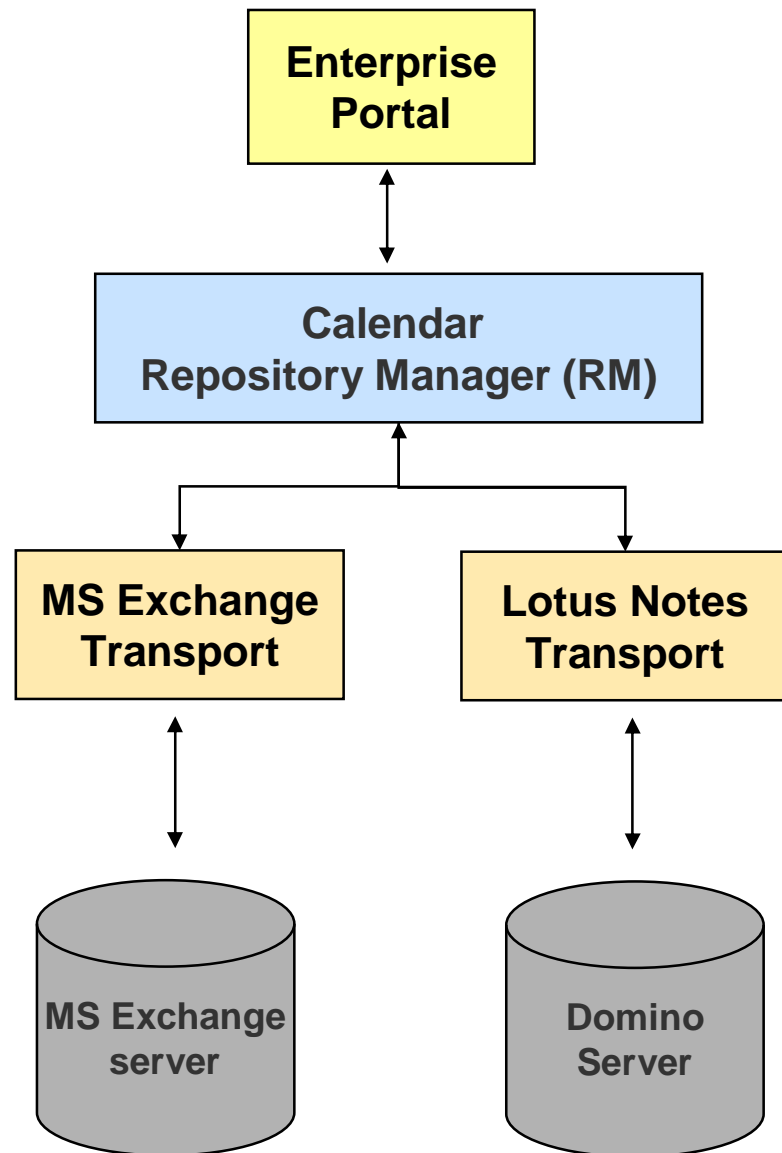 Enterprise
Portal
Calendar
Repository Manager (RM)
MS Exchange
Transport
Lotus Notes
Transport
MS Exchange
server
Domino
Server